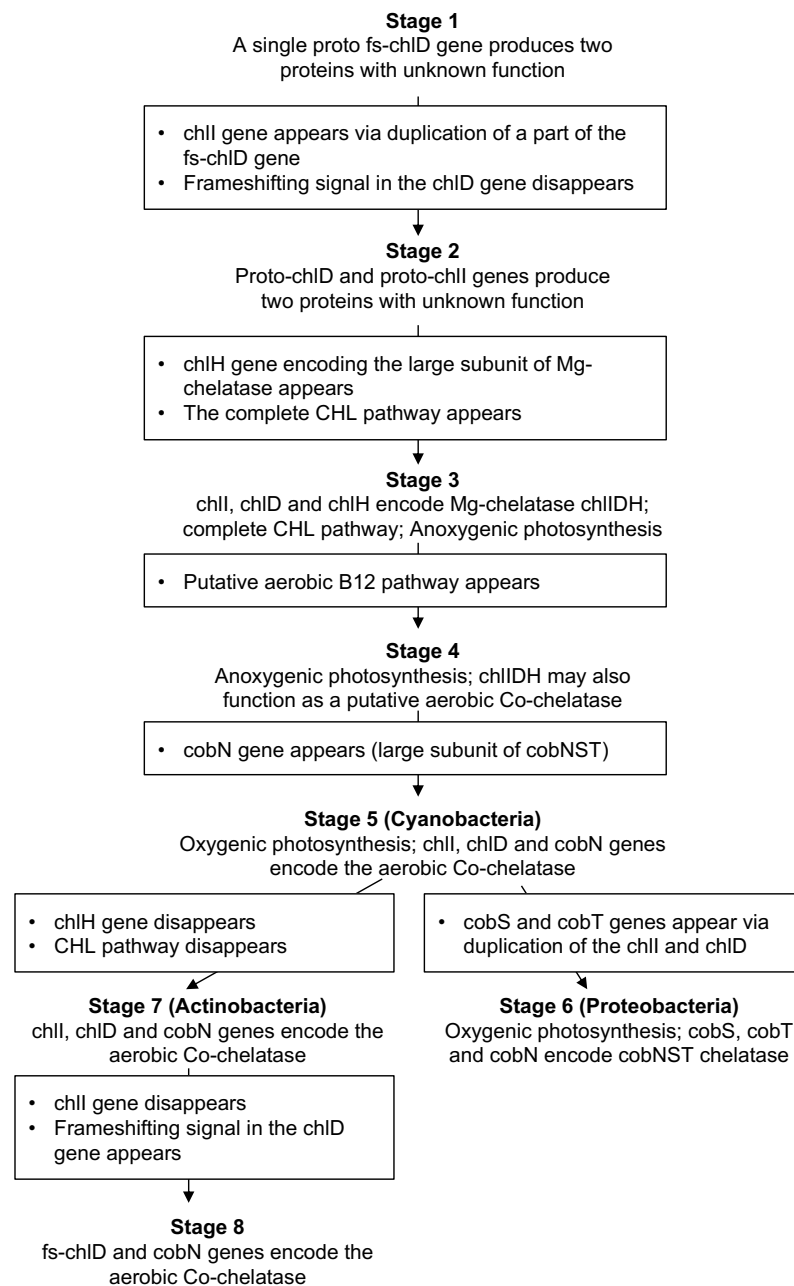 Stage 1
A single proto fs-chlD gene produces two
proteins with unknown function
• chlI gene appears via duplication of a part of the
fs-chlD gene
• Frameshifting signal in the chlD gene disappears
Stage 2
Proto-chlD and proto-chlI genes produce
two proteins with unknown function
• chlH gene encoding the large subunit of Mg-
chelatase appears
• The complete CHL pathway appears
Stage 3
chlI, chlD and chlH encode Mg-chelatase chlIDH;
complete CHL pathway; Anoxygenic photosynthesis
• Putative aerobic B12 pathway appears
Stage 4
Anoxygenic photosynthesis; chlIDH may also
function as a putative aerobic Co-chelatase
• cobN gene appears (large subunit of cobNST)
Stage 5 (Cyanobacteria)
Oxygenic photosynthesis; chlI, chlD and cobN genes
encode the aerobic Co-chelatase
• chlH gene disappears
• CHL pathway disappears
• cobS and cobT genes appear via
duplication of the chlI and chlD
Stage 7 (Actinobacteria)
chlI, chlD and cobN genes encode the
aerobic Co-chelatase
Stage 6 (Proteobacteria)
Oxygenic photosynthesis; cobS, cobT
and cobN encode cobNST chelatase
• chlI gene disappears
• Frameshifting signal in the chlD
gene appears
Stage 8
fs-chlD and cobN genes encode the
aerobic Co-chelatase